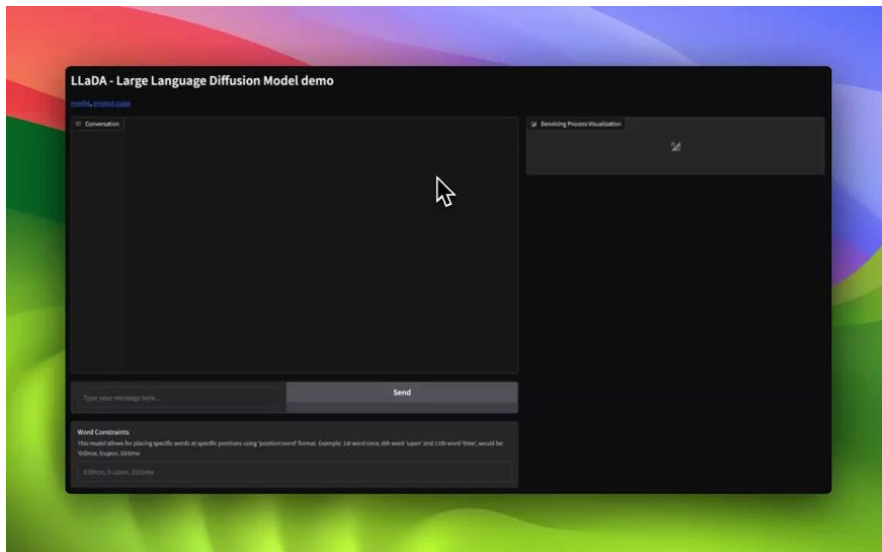 LLaDA - Large Language Diffusion Model demo
model, project page
Conversation
Denoising Process Visualization
Type your message here...
Send
Word Constraints
This model allows for placing specific words at specific positions using 'position:word' format. Example: 1st word once, 6th word 'upon' and 11th word 'time', would be:
'0:Once, 5:upon, 10:time
0:Once, 5:upon, 10:time